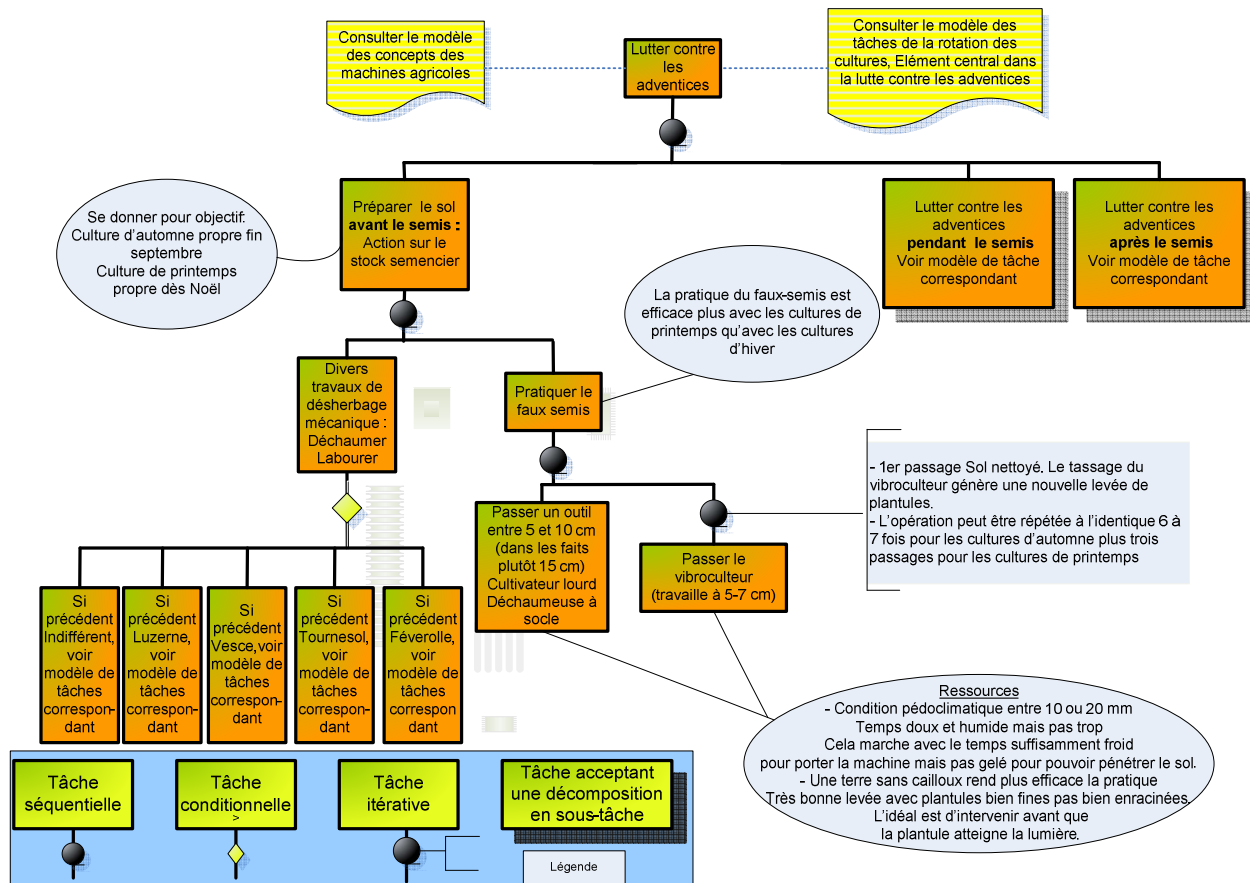 Consulter le modèle
des concepts des
machines agricoles
Lutter contre
les
adventices
Consulter le modèle des
tâches de la rotation des
cultures, Elément central dans
la lutte contre les adventices
Se donner pour objectif:
Culture d'automne propre fin
septembre
Culture de printemps
propre dès Noël
Préparer le sol
avant le semis :
Action sur le
stock semencier
Lutter contre les
adventices
pendant le semis
Voir modèle de tâche
correspondant
Lutter contre les
adventices
après le semis
Voir modèle de tâche
correspondant
La pratique du faux-semis est
efficace plus avec les cultures de
printemps qu'avec les cultures
d'hiver
Divers
travaux de
désherbage
mécanique :
Déchaumer
Labourer
Pratiquer le
faux semis
- 1er passage Sol nettoyé. Le tassage du
vibroculteur génère une nouvelle levée de
plantules.
- L'opération peut être répétée à l'identique 6 à
7 fois pour les cultures d'automne plus trois
passages pour les cultures de printemps
Passer un outil
entre 5 et 10 cm
(dans les faits
plutôt 15 cm)
Cultivateur lourd
Déchaumeuse à
socle
Passer le
vibroculteur
(travaille à 5-7 cm)
Si
précédent
Indifférent,
voir
modèle de
tâches
correspon-
dant
Si
précédent
Luzerne,
voir
modèle de
tâches
correspon-
dant
Si
précédent
Vesce,voir
modèle de
tâches
correspon-
dant
Si
précédent
Tournesol,
voir
modèle de
tâches
correspon-
dant
Si
précédent
Féverolle,
voir
modèle de
tâches
correspon-
dant
Ressources
- Condition pédoclimatique entre 10 ou 20 mm
Temps doux et humide mais pas trop
Cela marche avec le temps suffisamment froid
pour porter la machine mais pas gelé pour pouvoir pénétrer le sol.
- Une terre sans cailloux rend plus efficace la pratique
Très bonne levée avec plantules bien fines pas bien enracinées.
L'idéal est d'intervenir avant que
la plantule atteigne la lumière.
Tâche
séquentielle
Tâche
conditionnelle
>
Tâche
itérative
Tâche acceptant
une décomposition
en sous-tâche
Légende